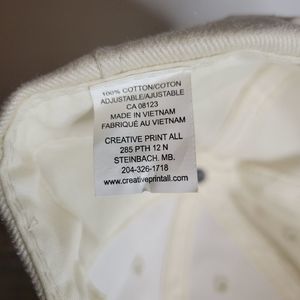 100% COTTON/COTON
ADJUSTABLE/AJUSTABLE
CA 08123
MADE IN VIETNAM
FABRIQUÉ AU VIETNAM
CREATIVE PRINT ALL
285 PTH 12 N
STEINBACH. MB.
204-326-1718
www.creativeprintall.com